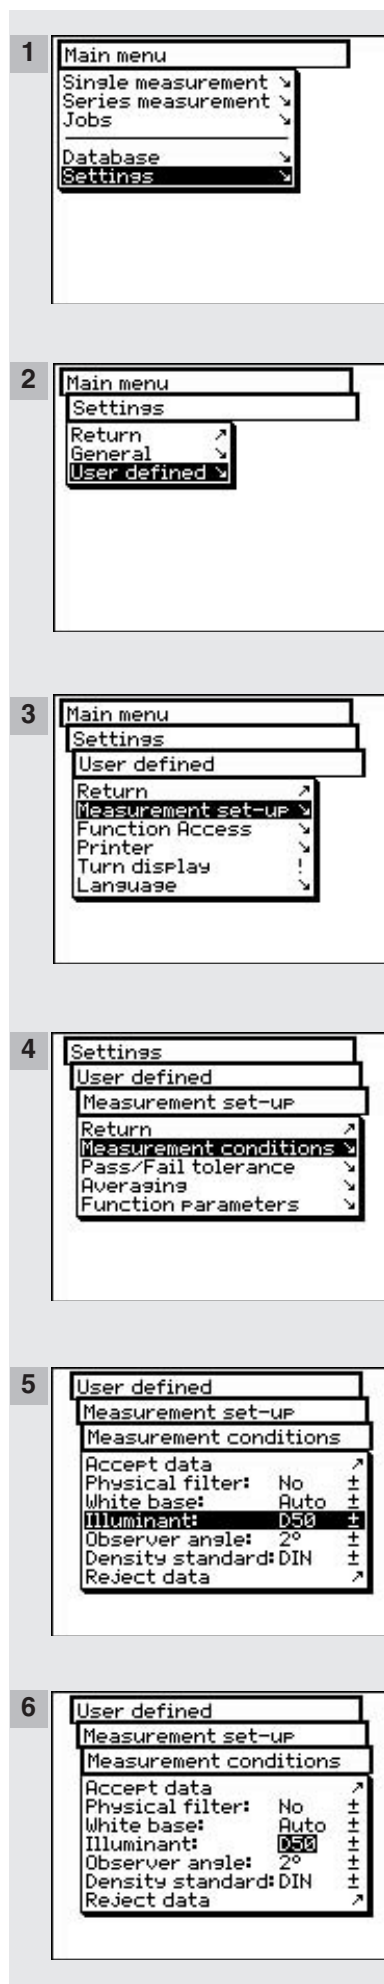 1
Main menu
Single measurement ↘
Series measurement ↘
Jobs ↘
Database ↘
Settings ↘
2
Main menu
Settings
Return ↗
General ↘
User defined ↘
3
Main menu
Settings
User defined
Return ↗
Measurement set-up ↘
Function Access ↘
Printer ↘
Turn display !
Language ↘
4
Settings
User defined
Measurement set-up
Return ↗
Measurement conditions ↘
Pass/Fail tolerance ↘
Averaging ↘
Function parameters ↘
5
User defined
Measurement set-up
Measurement conditions
Accept data ↗
Physical filter: No ±
White base: Auto ±
Illuminant: D50 ±
Observer angle: 2° ±
Density standard: DIN ±
Reject data ↗
6
User defined
Measurement set-up
Measurement conditions
Accept data ↗
Physical filter: No ±
White base: Auto ±
Illuminant: D50 ±
Observer angle: 2° ±
Density standard: DIN ±
Reject data ↗